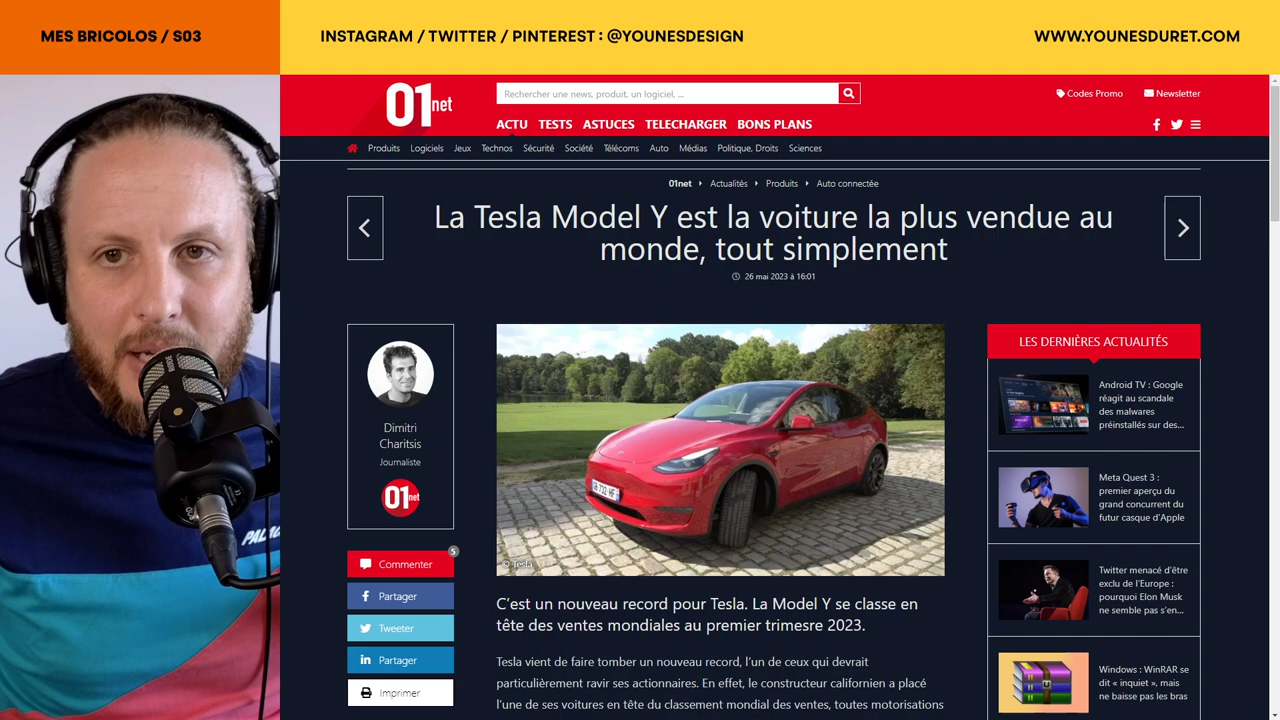 MES BRICOLOS / S03
INSTAGRAM / TWITTER / PINTEREST : @YOUNESDESIGN
WWW.YOUNESDURET.COM
01net
Rechercher une news, produit, un logiciel, ...
Codes Promo
Newsletter
ACTU TESTS ASTUCES TELECHARGER BONS PLANS
Produits Logiciels Jeux Technos Sécurité Société Télécoms Auto Médias Politique, Droits Sciences
01net Actualités Produits Auto connectée
La Tesla Model Y est la voiture la plus vendue au
monde, tout simplement
26 mai 2023 à 16:01
Dimitri
Charitsis
Journaliste
01net
5
Commenter
Partager
Tweeter
Partager
Imprimer
© Tesla
C'est un nouveau record pour Tesla. La Model Y se classe en
tête des ventes mondiales au premier trimesre 2023.
Tesla vient de faire tomber un nouveau record, l'un de ceux qui devrait
particulièrement ravir ses actionnaires. En effet, le constructeur californien a placé
l'une de ses voitures en tête du classement mondial des ventes, toutes motorisations
LES DERNIÈRES ACTUALITÉS
Android TV : Google
réagit au scandale
des malwares
préinstallés sur des...
Meta Quest 3 :
premier aperçu du
grand concurrent du
futur casque d'Apple
Twitter menacé d'être
exclu de l'Europe :
pourquoi Elon Musk
ne semble pas s'en...
Windows : WinRAR se
dit « inquiet », mais
ne baisse pas les bras